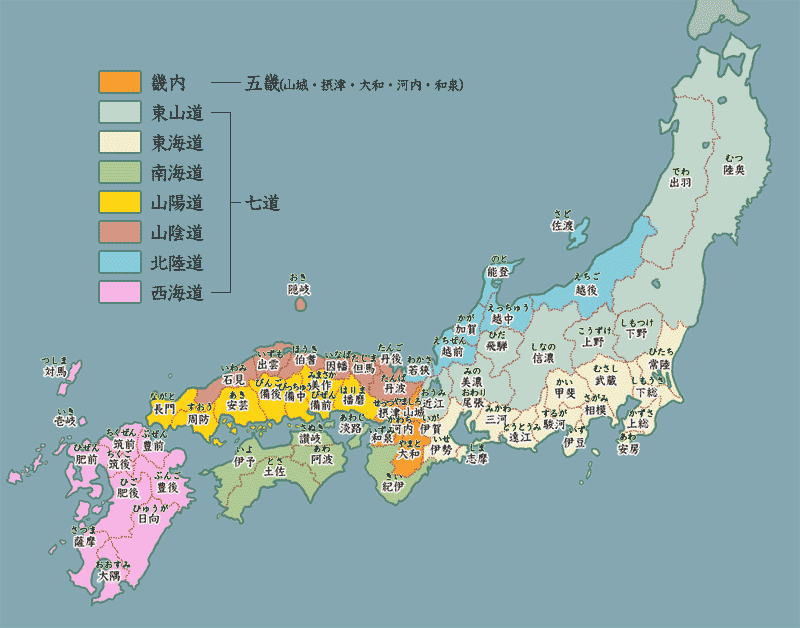 畿内 五畿(山城・摂津・大和・河内・和泉)
東山道
東海道
南海道
山陽道
山陰道
北陸道
西海道
七道
むつ
陸奥
でわ
出羽
さど
佐渡
のと
能登
えちご
越後
えっちゅう
越中
かが
加賀
えちぜん
越前
ひだ
飛騨
しなの
信濃
こうずけ
上野
しもつけ
下野
ひたち
常陸
むさし
武蔵
しもうさ
下総
かずさ
上総
あわ
安房
さがみ
相模
かい
甲斐
いず
伊豆
するが
駿河
とうとうみ
遠江
みかわ
三河
みの
美濃
おわり
尾張
おうみ
近江
いが
伊賀
いせ
伊勢
しま
志摩
わかさ
若狭
たんご
丹後
たんば
丹波
たじま
但馬
いなば
因幡
ほうき
伯耆
いずも
出雲
いわみ
石見
おき
隠岐
せっつ
摂津
やましろ
山城
かわち
河内
いずみ
和泉
やまと
大和
きい
紀伊
あわじ
淡路
はりま
播磨
みまさか
美作
びぜん
備前
びっちゅう
備中
びんご
備後
あき
安芸
すおう
周防
ながと
長門
さぬき
讃岐
あわ
阿波
とさ
土佐
いよ
伊予
つしま
対馬
いき
壱岐
ちくぜん
筑前
ぶぜん
豊前
ちくご
筑後
ひぜん
肥前
ひご
肥後
ぶんご
豊後
ひゅうが
日向
さつま
薩摩
おおすみ
大隅